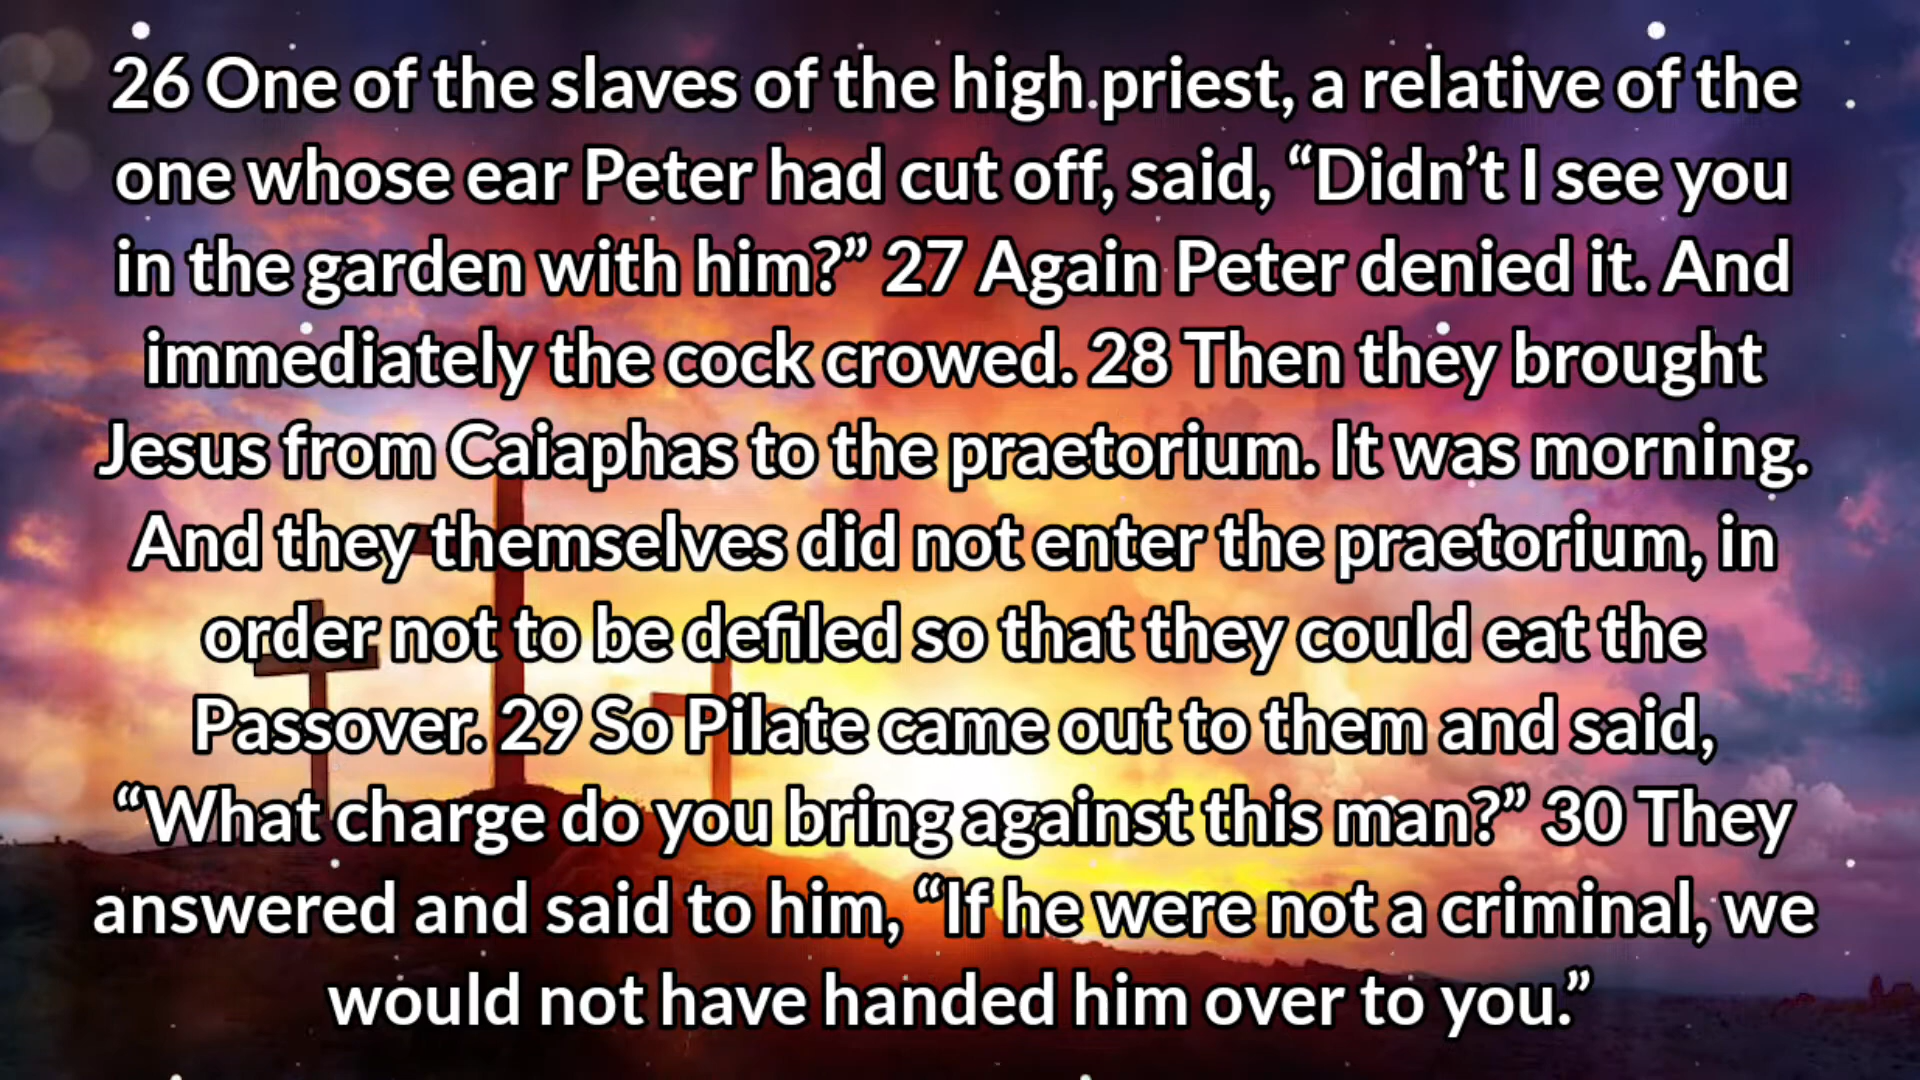 26 One of the slaves of the high priest, a relative of the
one whose ear Peter had cut off, said, “Didn’t I see you
in the garden with him?” 27 Again Peter denied it. And
immediately the cock crowed. 28 Then they brought
Jesus from Caiaphas to the praetorium. It was morning.
And they themselves did not enter the praetorium, in
order not to be defiled so that they could eat the
Passover. 29 So Pilate came out to them and said,
“What charge do you bring against this man?” 30 They
answered and said to him, “If he were not a criminal, we
would not have handed him over to you.”